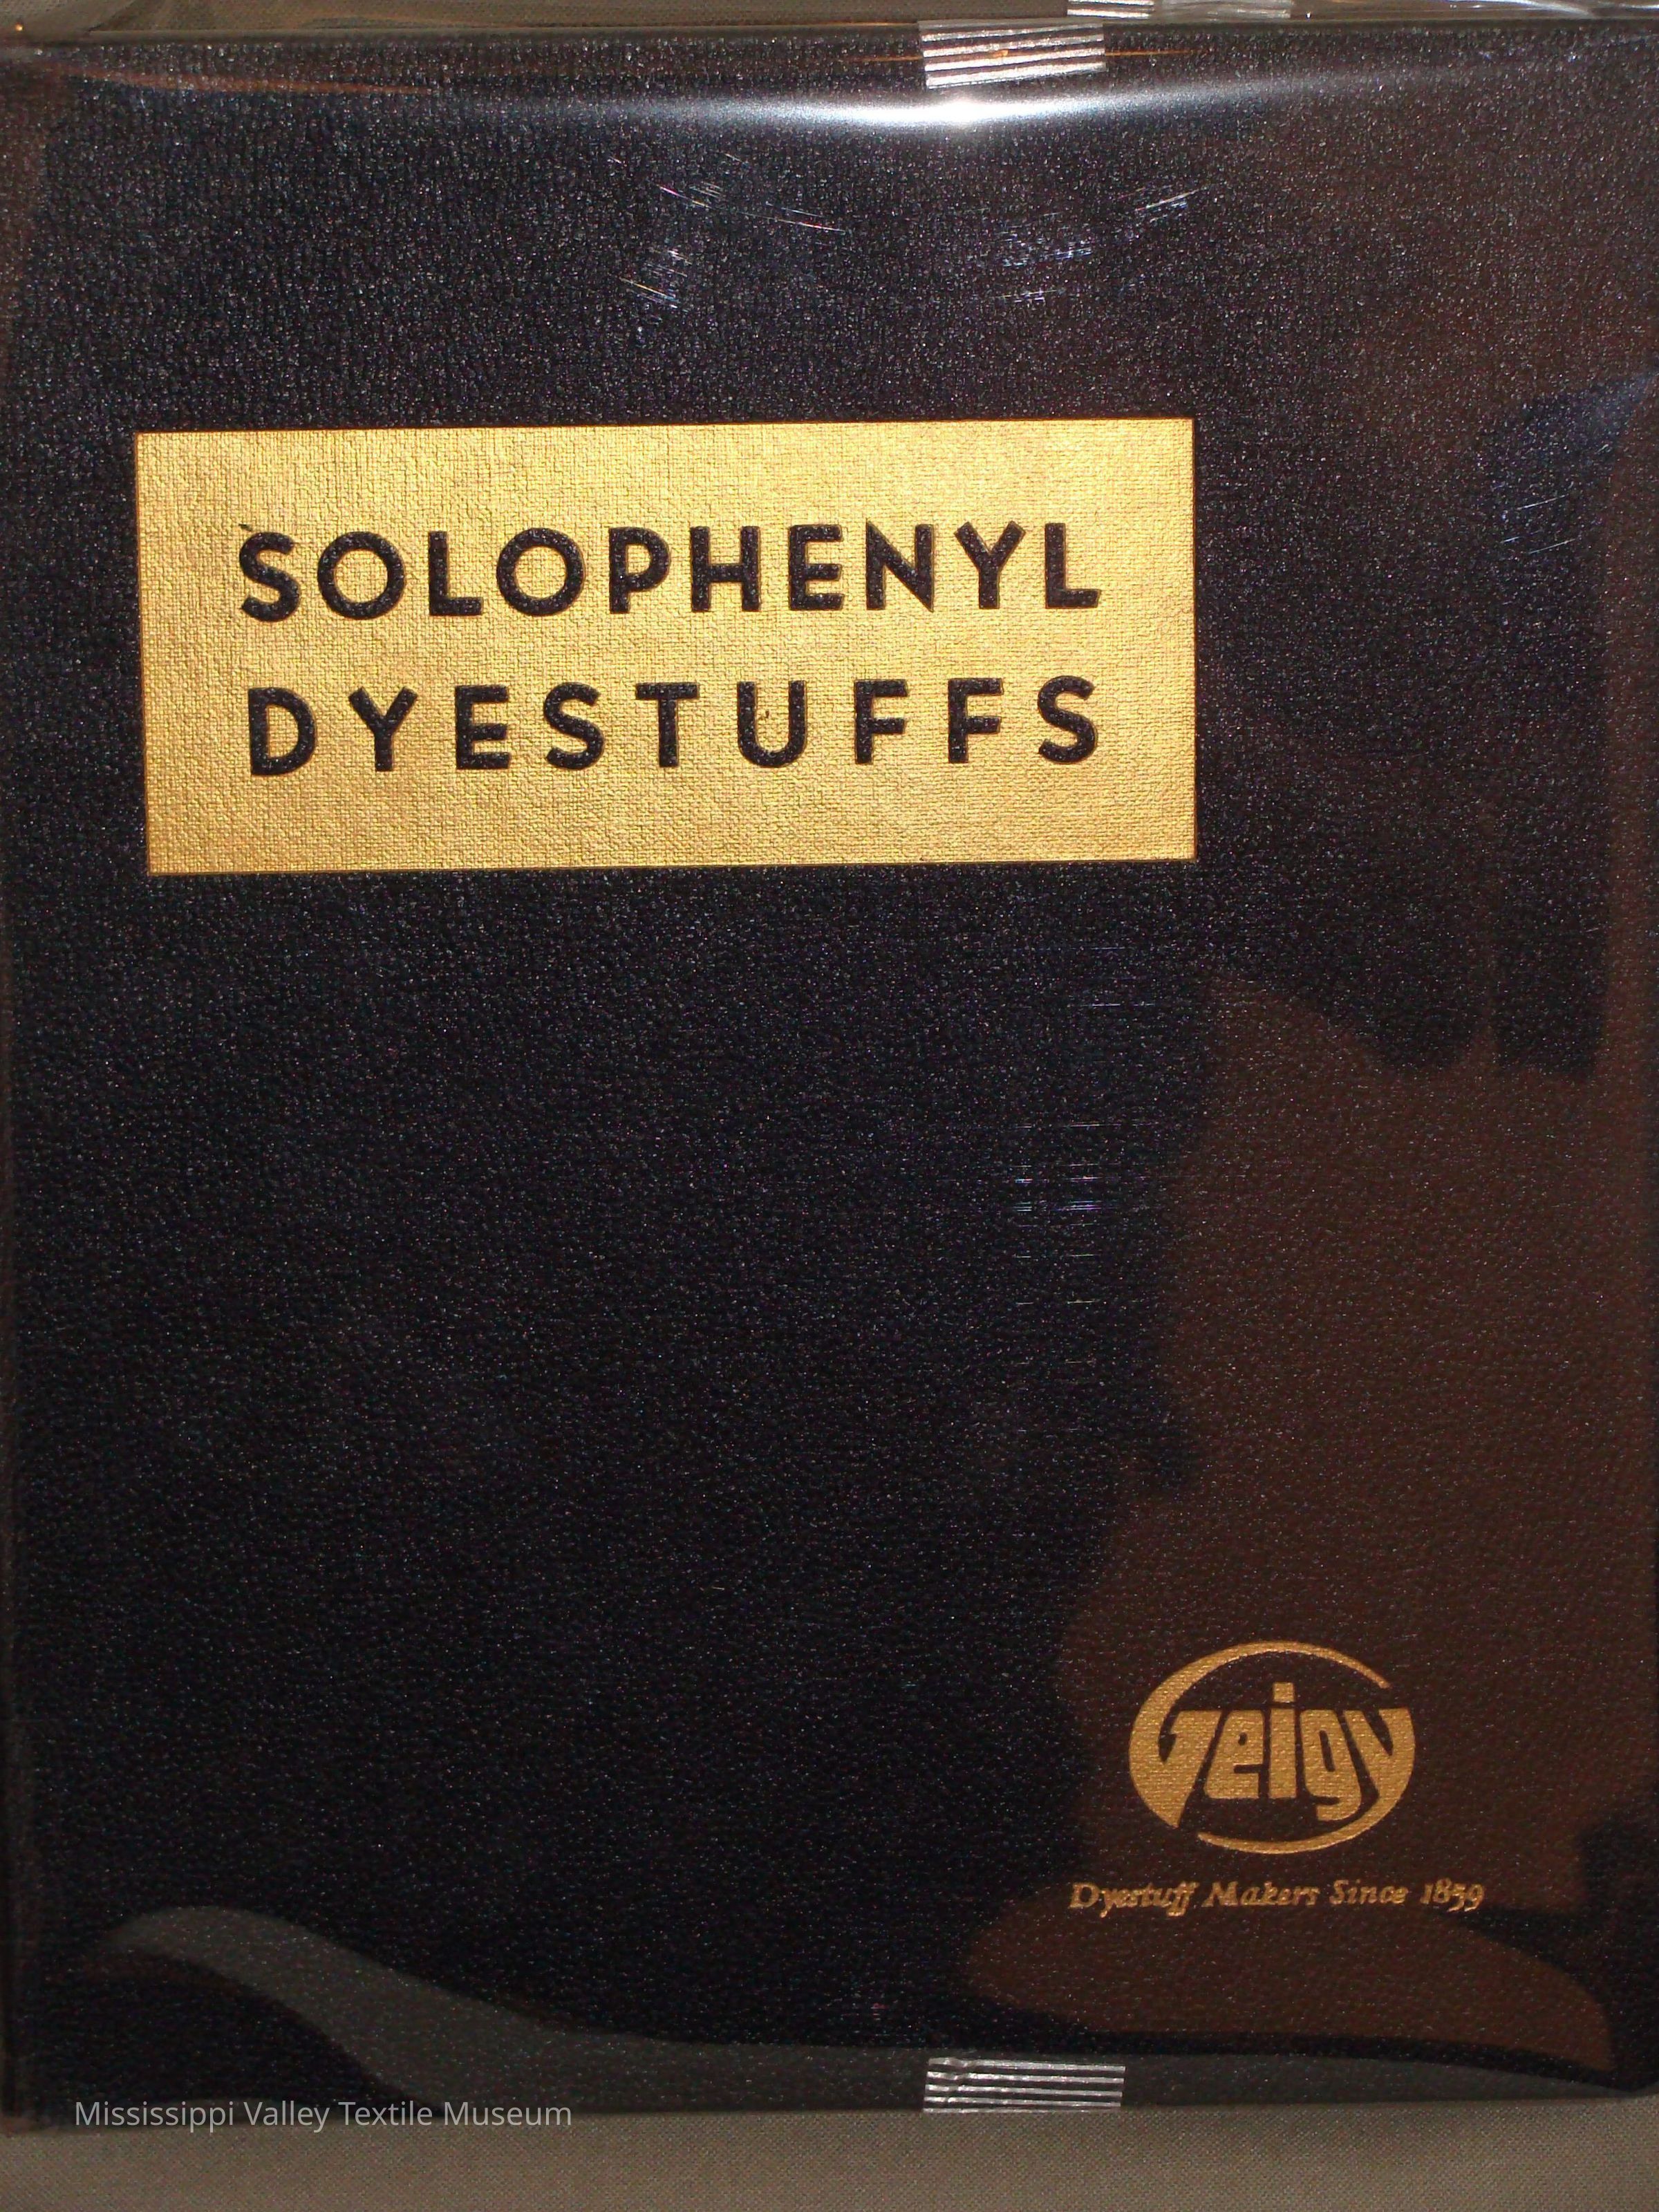 SOLOPHENYL
DYESTUFFS
Geigy
Dyestuff Makers Since 1859
Mississippi Valley Textile Museum